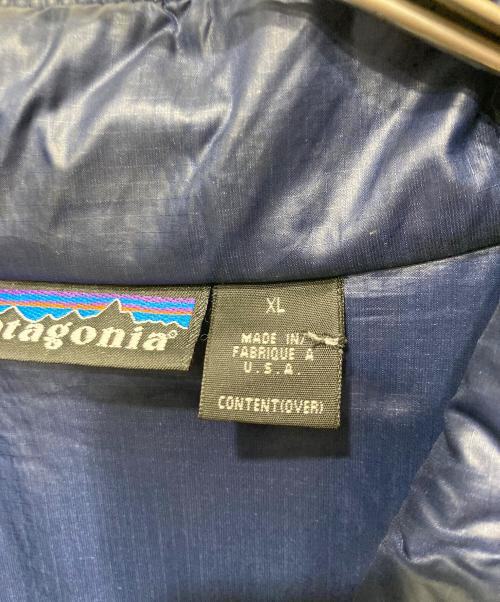 tagonia®
XL
MADE IN/
FABRIQUE A
U.S.A.
CONTENT(OVER)